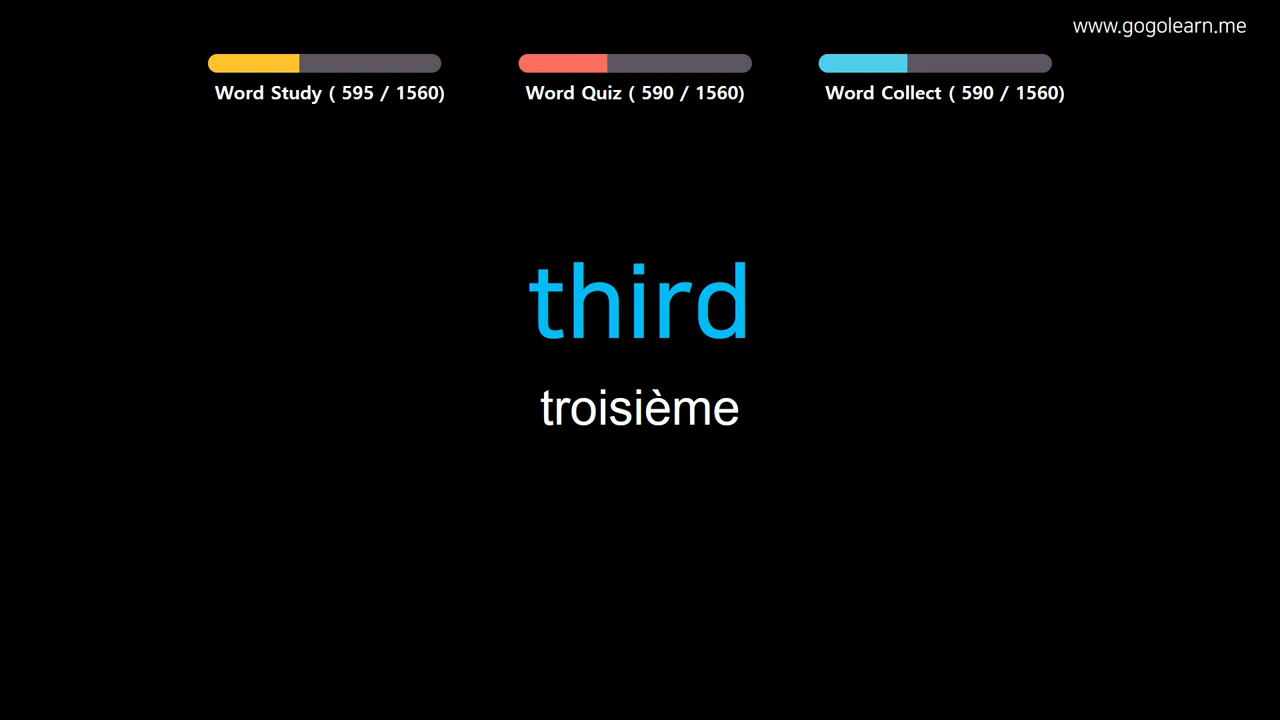 www.gogolearn.me
Word Study ( 595 / 1560)
Word Quiz ( 590 / 1560)
Word Collect ( 590 / 1560)
third
troisième